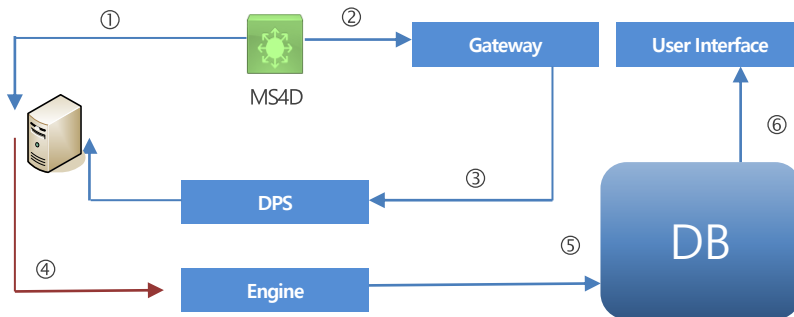 ①
②
Gateway
User Interface
MS4D
⑥
③
DPS
⑤
DB
④
Engine